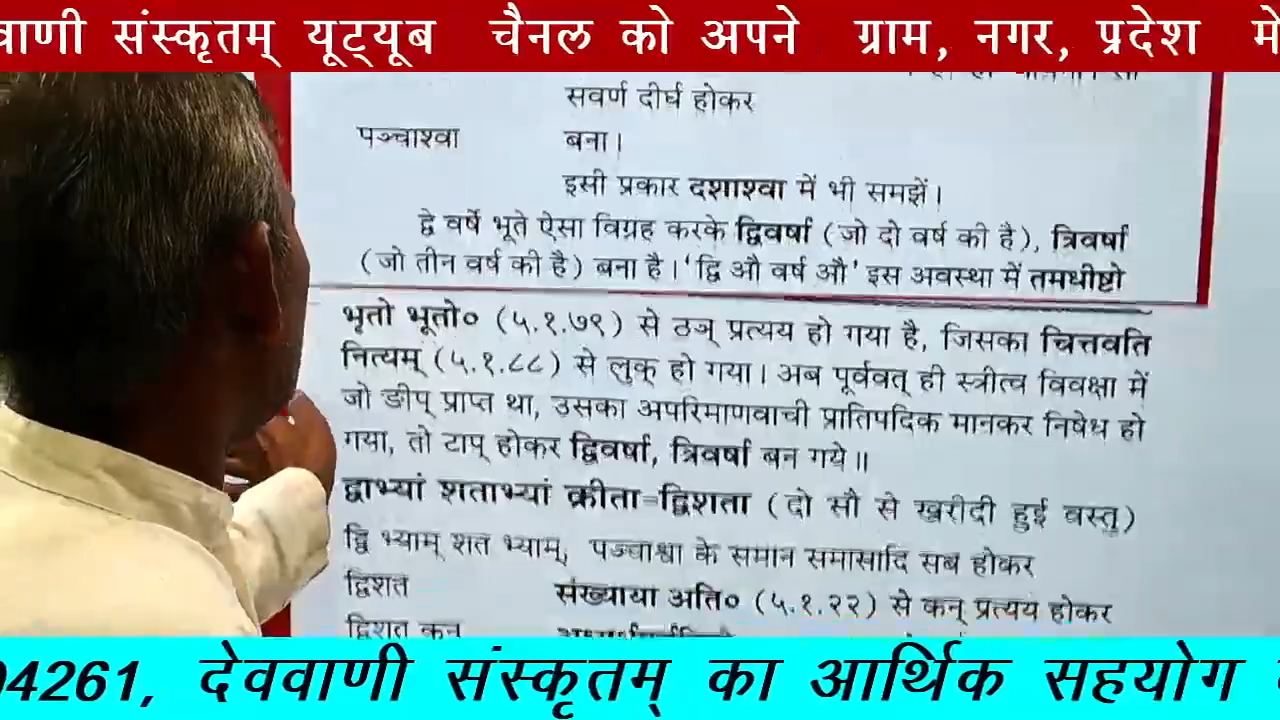 वाणी संस्कृतम् यूट्यूब चैनल को अपने ग्राम, नगर, प्रदेश मे
सवर्ण दीर्घ होकर
पञ्चाश्वा बना।
इसी प्रकार दशाश्वा में भी समझें।
द्वे वर्षे भूते ऐसा विग्रह करके द्विवर्षा (जो दो वर्ष की है), त्रिवर्षा
(जो तीन वर्ष की है) बना है। 'द्वि औ वर्ष औ' इस अवस्था में तमधीष्टो
भृतो भूतो० (५.१.७९) से ठञ् प्रत्यय हो गया है, जिसका चित्तवति
नित्यम् (५.१.८८) से लुक् हो गया। अब पूर्ववत् ही स्त्रीत्व विवक्षा में
जो ङीप् प्राप्त था, उसका अपरिमाणवाची प्रातिपदिक मानकर निषेध हो
गया, तो टाप् होकर द्विवर्षा, त्रिवर्षा बन गये॥
द्वाभ्यां शताभ्यां क्रीता=द्विशता (दो सौ से खरीदी हुई वस्तु)
द्वि भ्याम् शत भ्याम्, पञ्चाश्वा के समान समासादि सब होकर
द्विशत संख्याया अति० (५.१.२२) से कन् प्रत्यय होकर
द्विशत कन्
04261, देववाणी संस्कृतम् का आर्थिक सहयोग